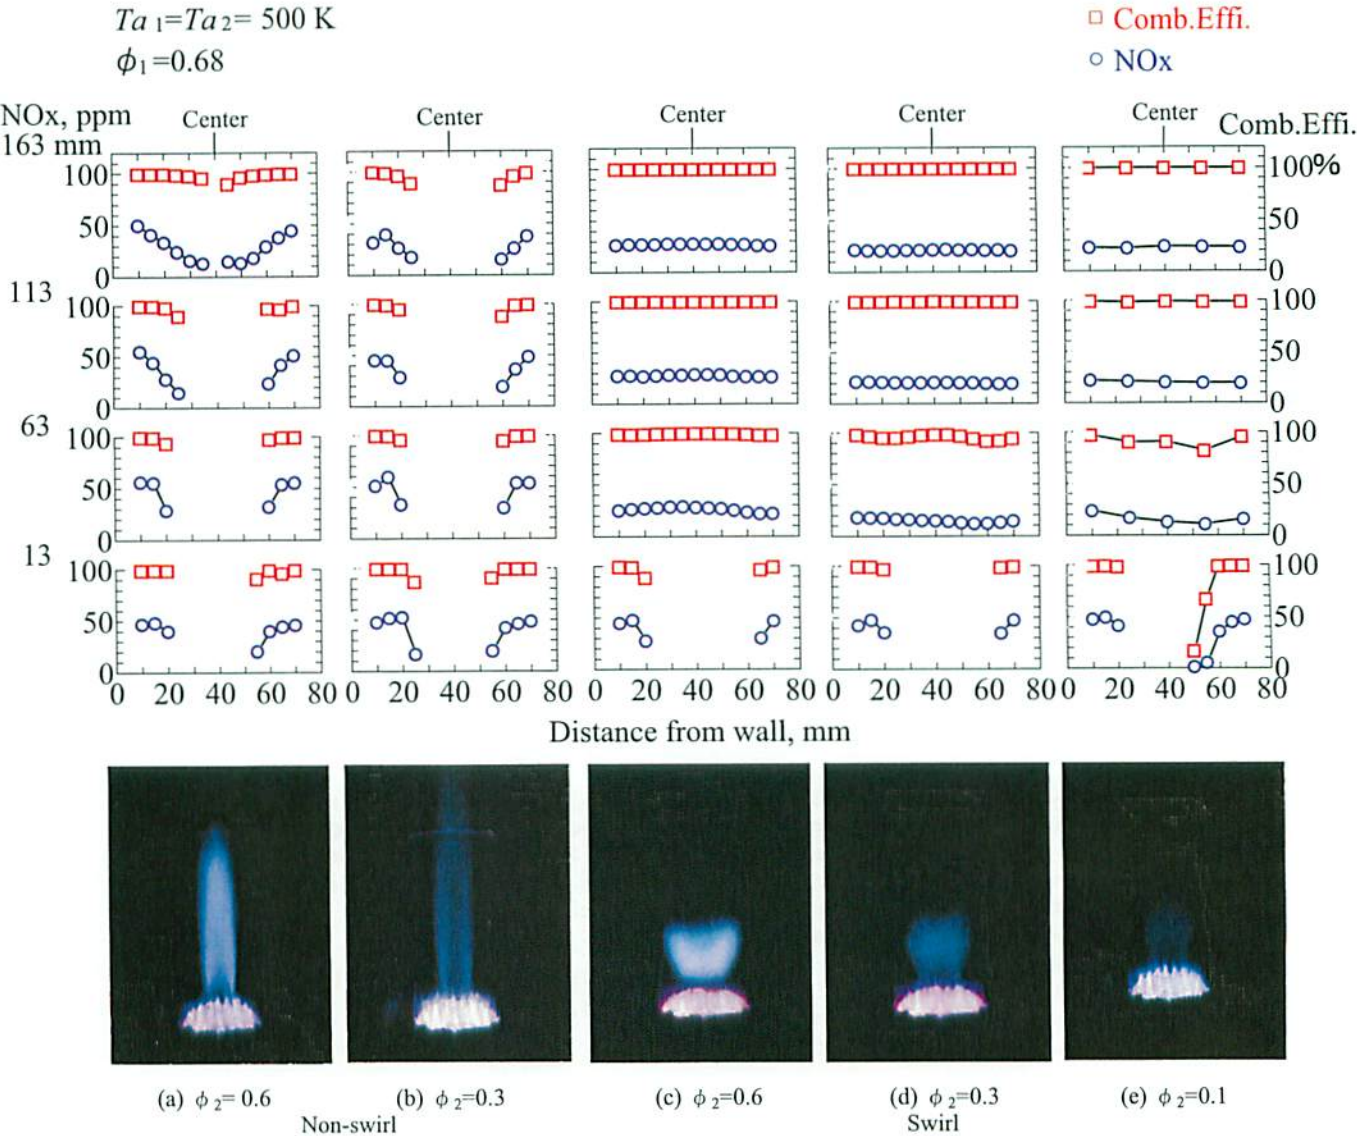 Ta 1=Ta 2= 500 K
ϕ1=0.68
Comb.Effi.
NOx
NOx, ppm
Center Center Center Center Center
Comb.Effi.
163 mm
100 100%
50 50
0 0
113
100 100
50 50
0 0
63
100 100
50 50
0 0
13
100 100
50 50
0 0
0 20 40 60 80 0 20 40 60 80 0 20 40 60 80 0 20 40 60 80 0 20 40 60 80
Distance from wall, mm
(a) ϕ 2= 0.6 (b) ϕ 2=0.3 (c) ϕ 2=0.6 (d) ϕ 2=0.3 (e) ϕ 2=0.1
Non-swirl Swirl